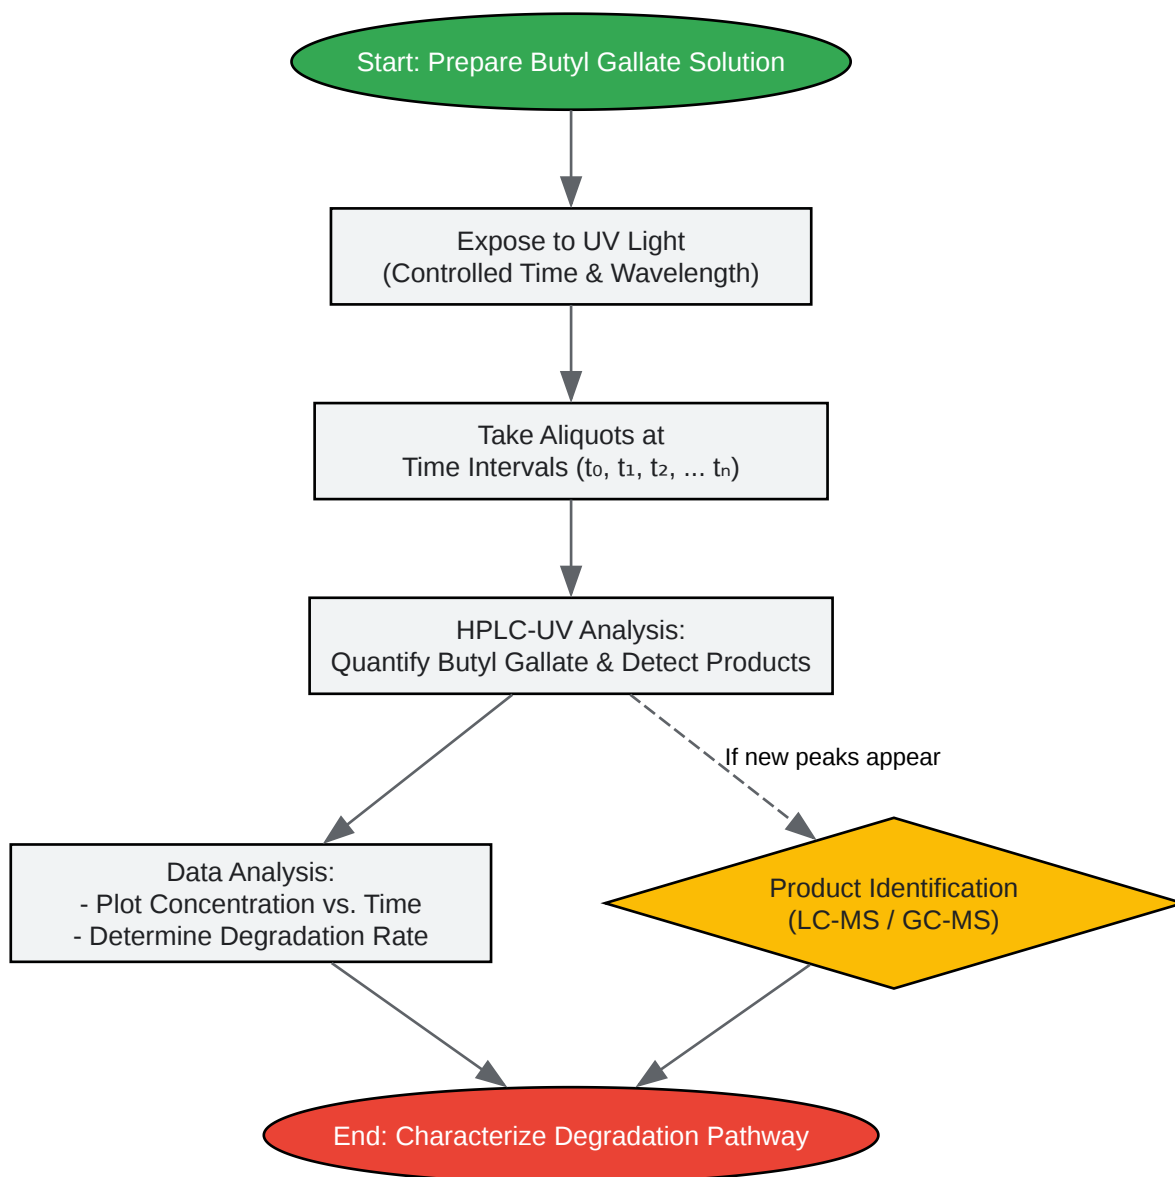 Start: Prepare Butyl Gallate Solution
Expose to UV Light
(Controlled Time & Wavelength)
Take Aliquots at
Time Intervals (t₀, t₁, t₂, ... tₙ)
HPLC-UV Analysis:
Quantify Butyl Gallate & Detect Products
If new peaks appear
Data Analysis:
- Plot Concentration vs. Time
- Determine Degradation Rate
Product Identification
(LC-MS / GC-MS)
End: Characterize Degradation Pathway